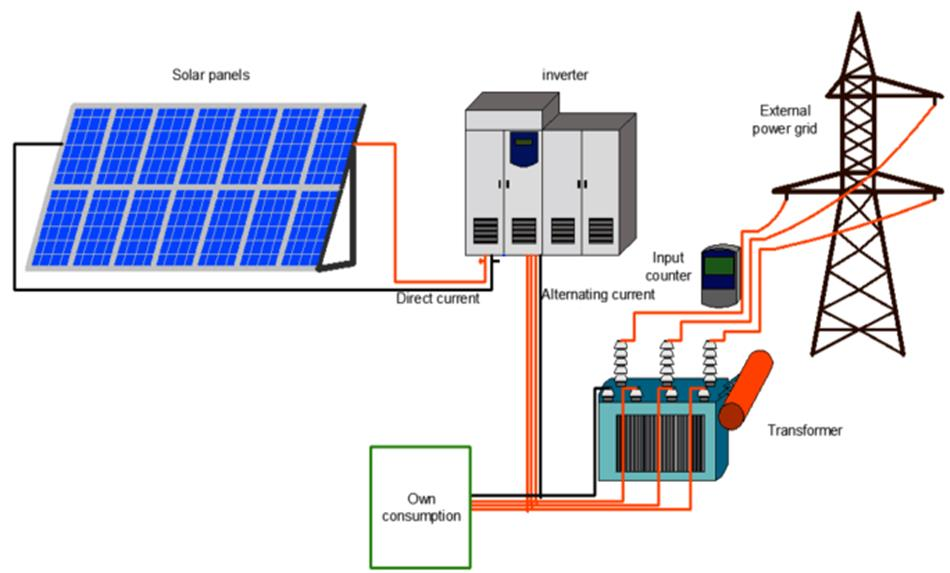 Solar panels
inverter
External
power grid
Input
counter
Direct current
Alternating current
Transformer
Own
consumption